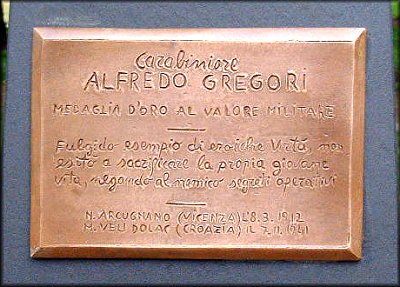 Carabiniere
ALFREDO GREGORI
MEDAGLIA D'ORO AL VALORE MILITARE
Fulgido esempio di eroiche virtù, non
esitò a sacrificare la propria giovane
vita, negando al nemico segreti operativi
N. ARCUGNANO (VICENZA) L'8.3.1912
M. VELI DOLAC (CROAZIA) IL 7.11.1941